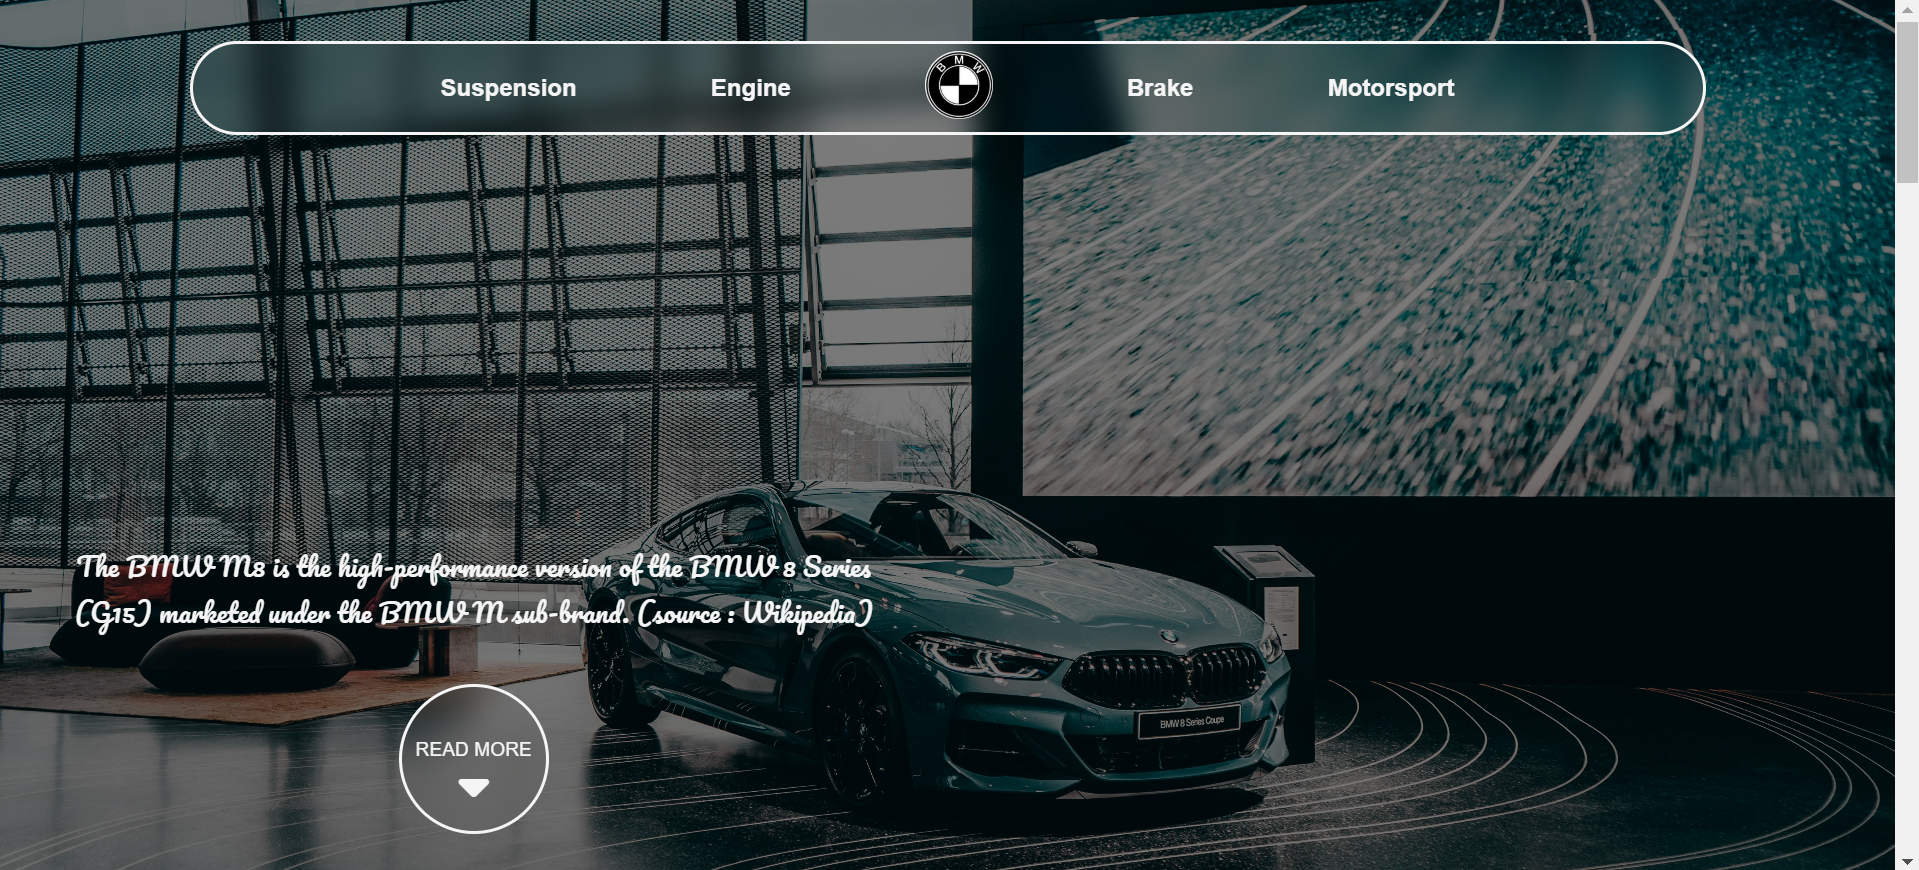 Suspension
Engine
BMW
Brake
Motorsport
The BMW M8 is the high-performance version of the BMW 8 Series
(G15) marketed under the BMW M sub-brand. (source : Wikipedia)
BMW 8 Series Coupe
READ MORE